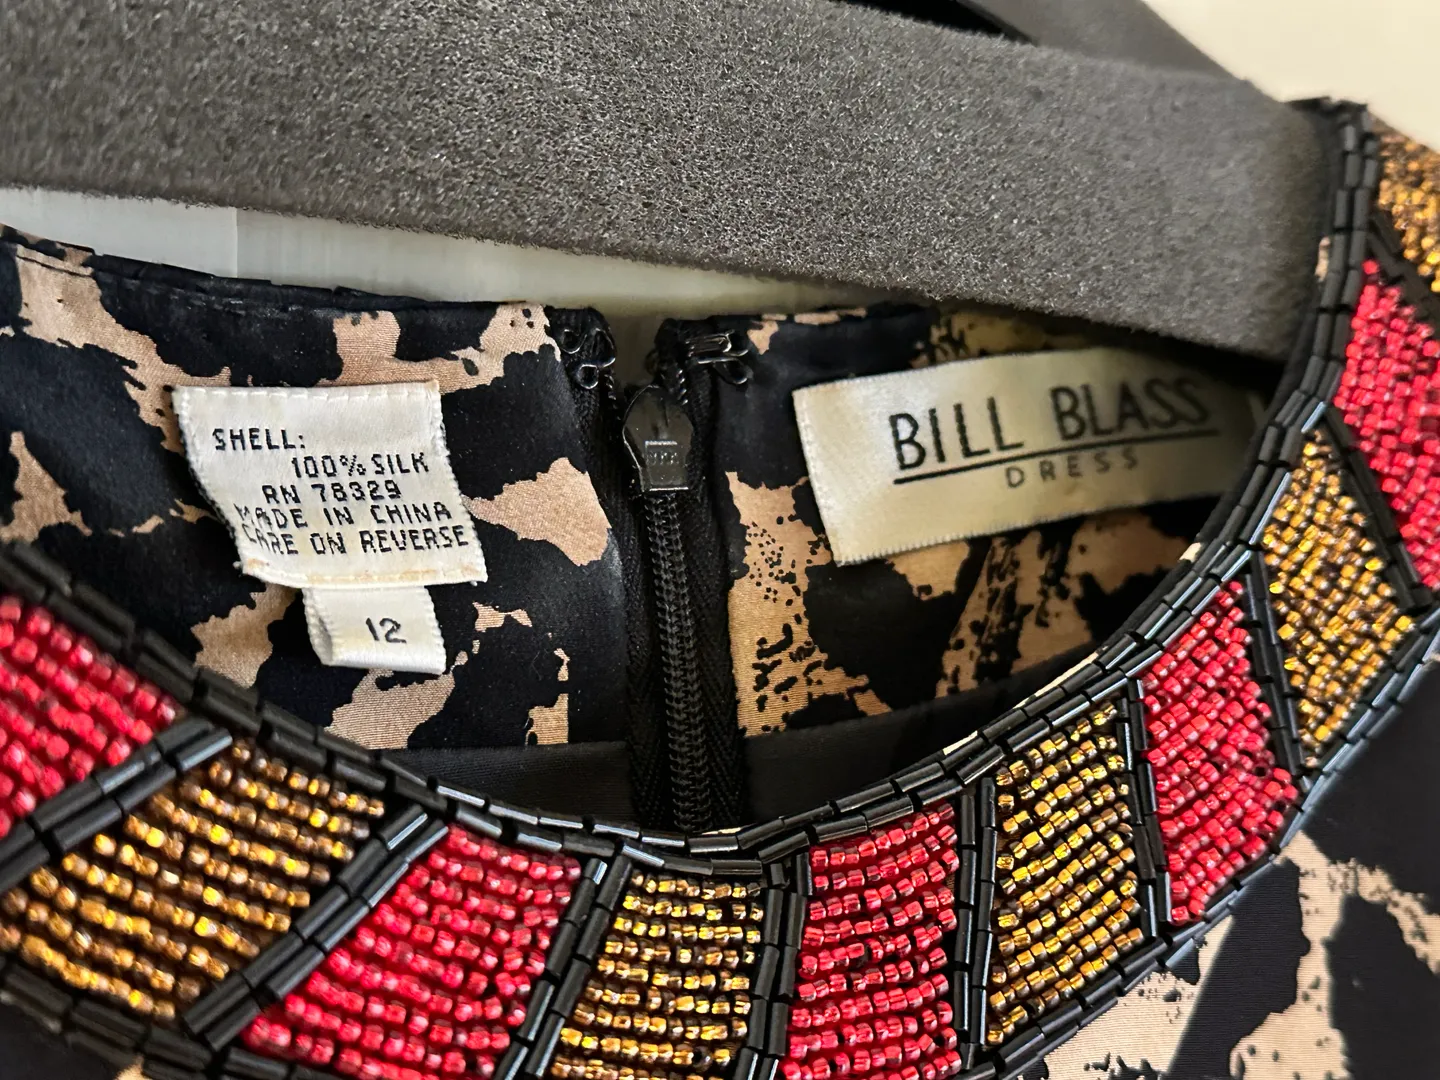 SHELL:
100% SILK
RN 78329
MADE IN CHINA
CARE ON REVERSE
12
BILL BLASS
DRESS